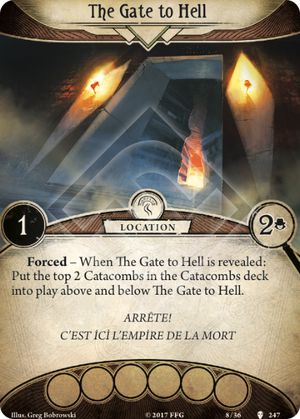 The Gate to Hell
1
LOCATION
2
Forced – When The Gate to Hell is revealed:
Put the top 2 Catacombs in the Catacombs deck
into play above and below The Gate to Hell.
ARRÊTE!
C'EST ÌCÌ L'EMPÌRE DE LA MORT
Illus. Greg Bobrowski
© 2017 FFG
8/36
247